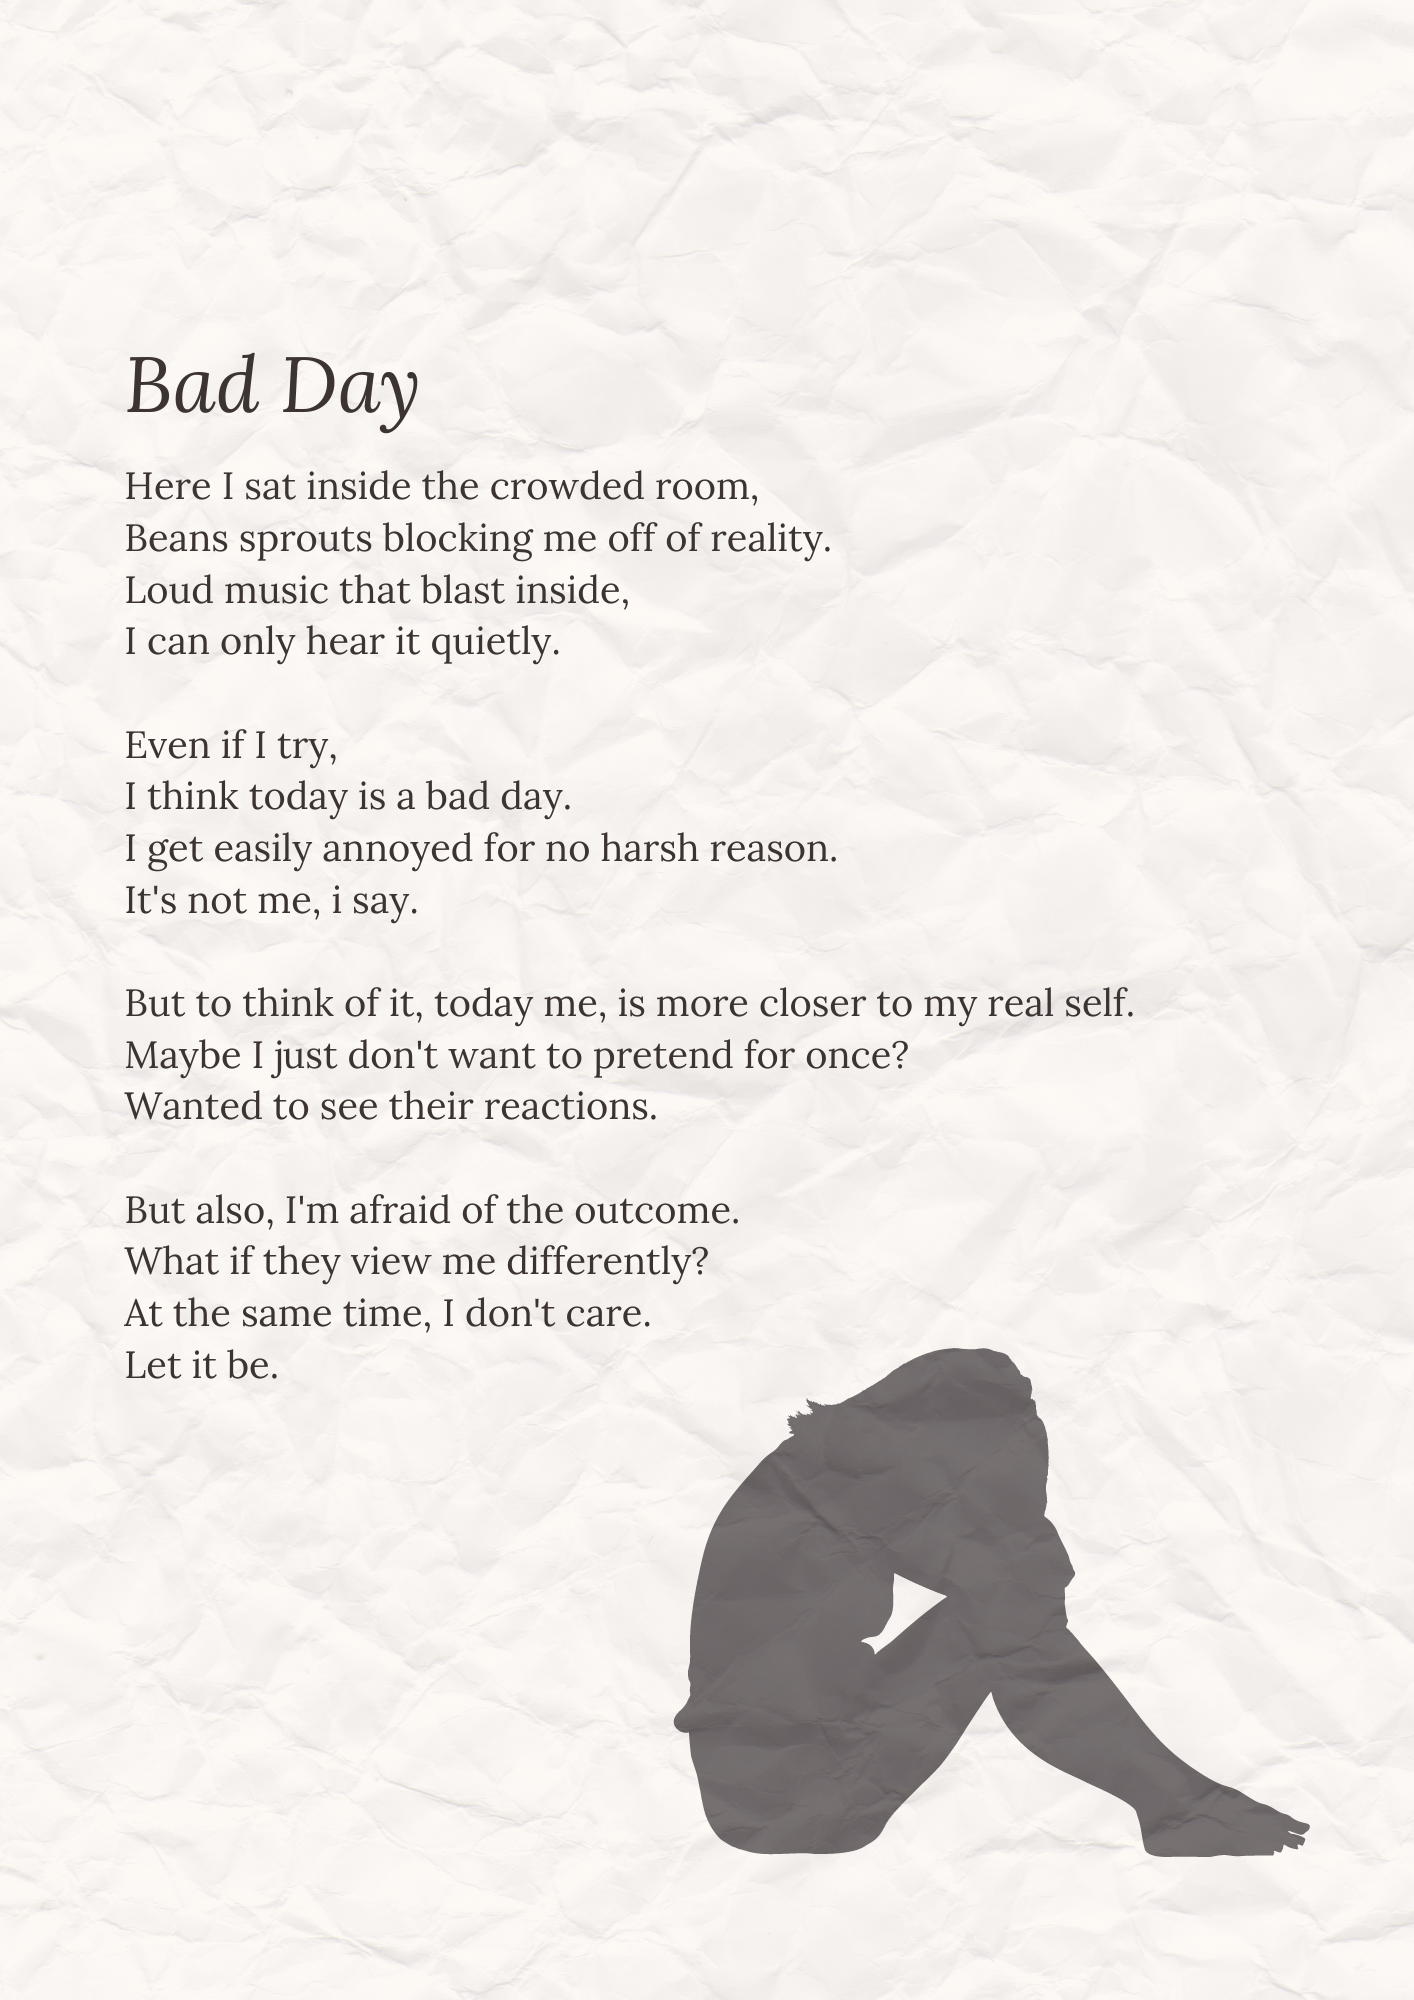 Bad Day
Here I sat inside the crowded room,
Beans sprouts blocking me off of reality.
Loud music that blast inside,
I can only hear it quietly.
Even if I try,
I think today is a bad day.
I get easily annoyed for no harsh reason.
It's not me, i say.
But to think of it, today me, is more closer to my real self.
Maybe I just don't want to pretend for once?
Wanted to see their reactions.
But also, I'm afraid of the outcome.
What if they view me differently?
At the same time, I don't care.
Let it be.